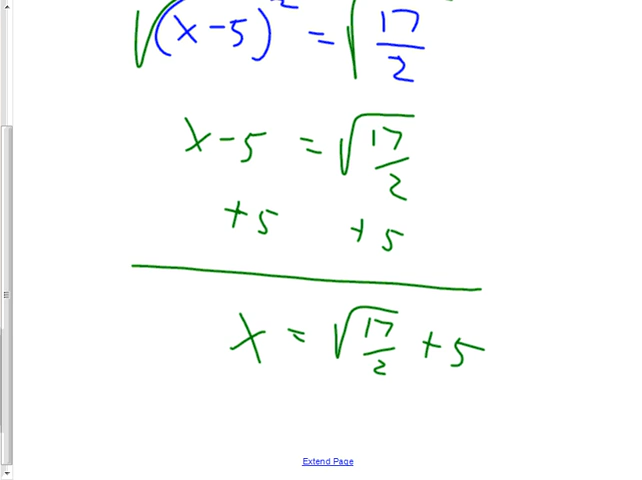 √(x-5)² = √17/2
x-5 = √17/2
+5 +5
x = √17/2 + 5
Extend Page